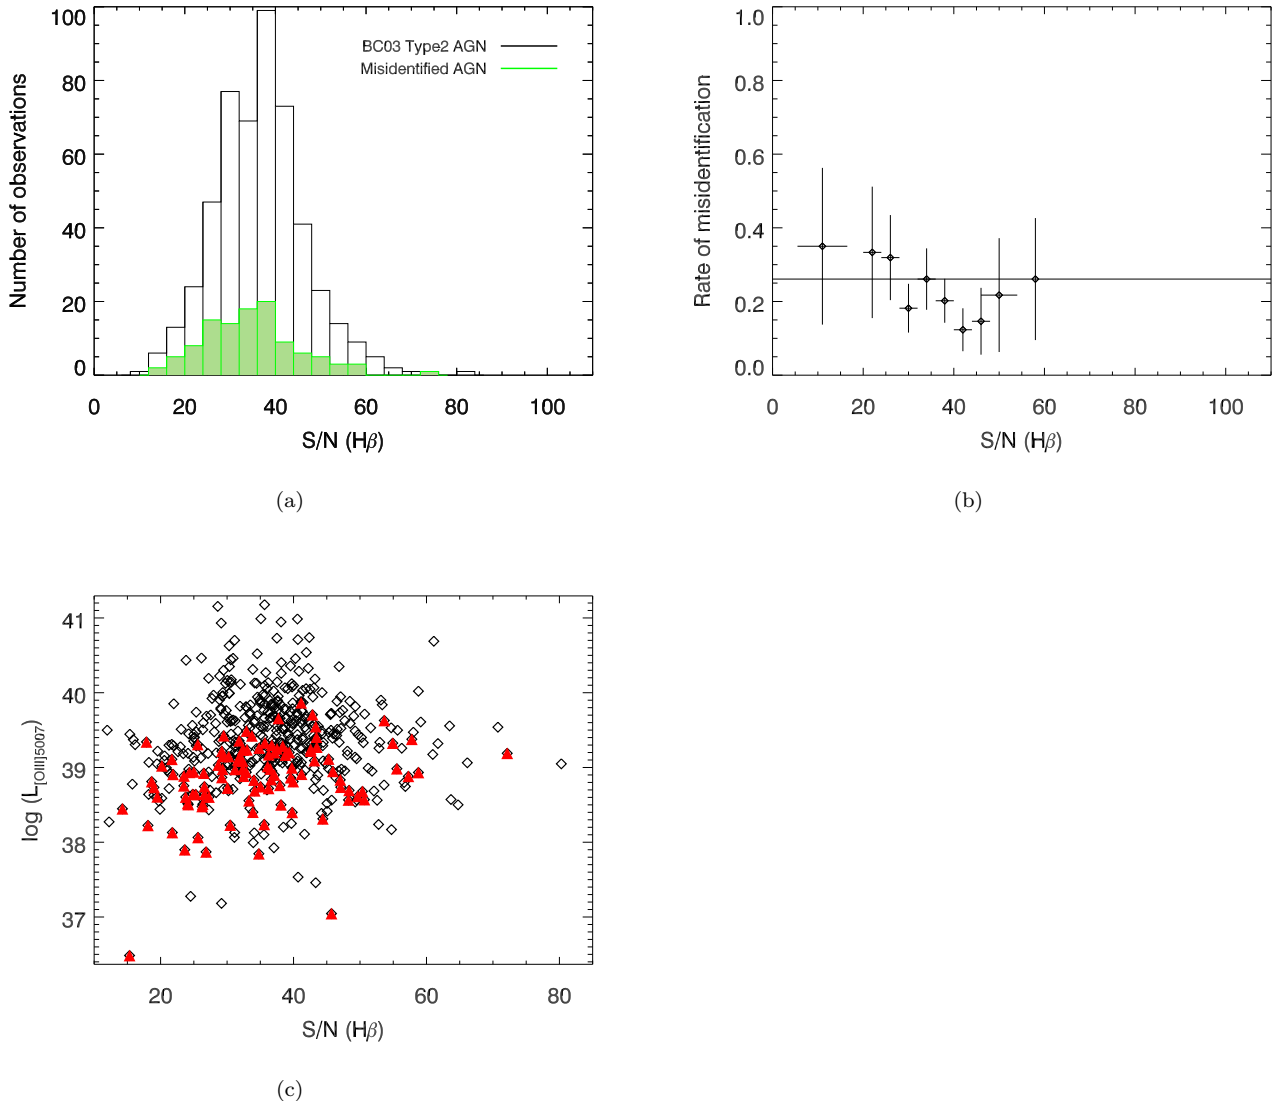 100
80
60
40
20
0
Number of observations
BC03 Type2 AGN
Misidentified AGN
0 20 40 60 80 100
S/N (Hβ)
(a)
1.0
0.8
0.6
0.4
0.2
0.0
Rate of misidentification
0 20 40 60 80 100
S/N (Hβ)
(b)
41
40
39
38
37
log (L[OIII]5007)
20 40 60 80
S/N (Hβ)
(c)